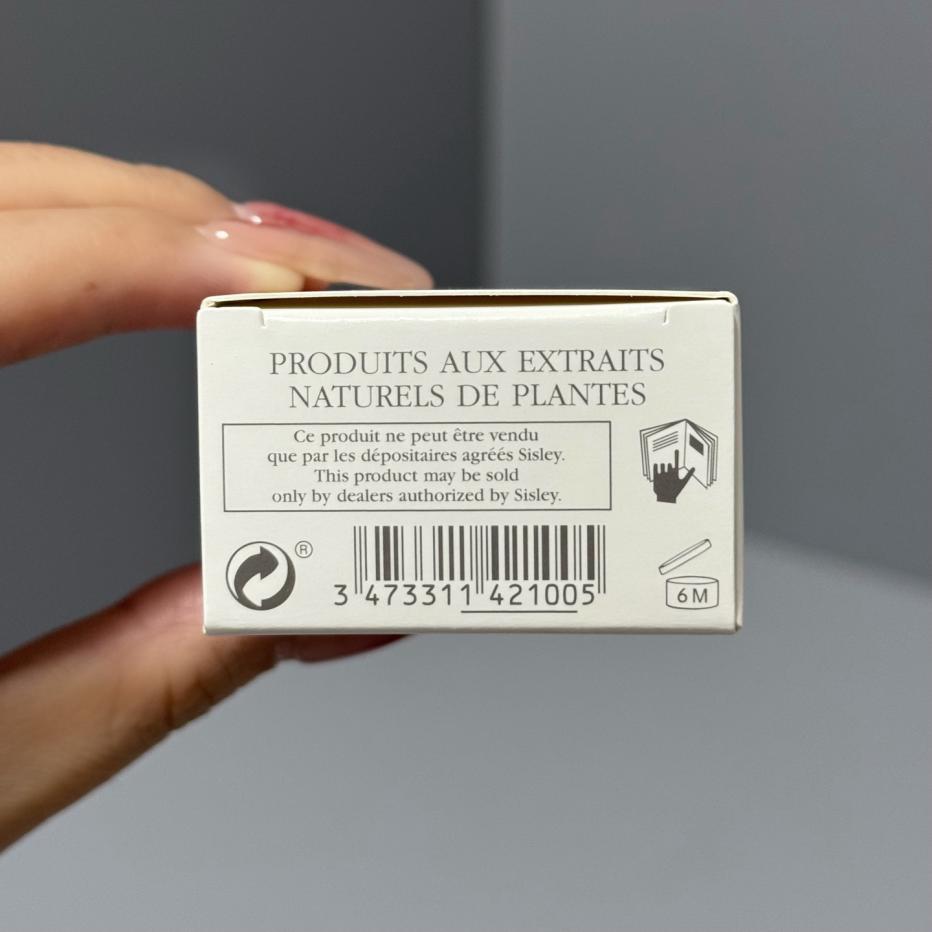 PRODUITS AUX EXTRAITS
NATURELS DE PLANTES
Ce produit ne peut être vendu
que par les dépositaires agréés Sisley.
This product may be sold
only by dealers authorized by Sisley.
®
3 473311 421005
6 M